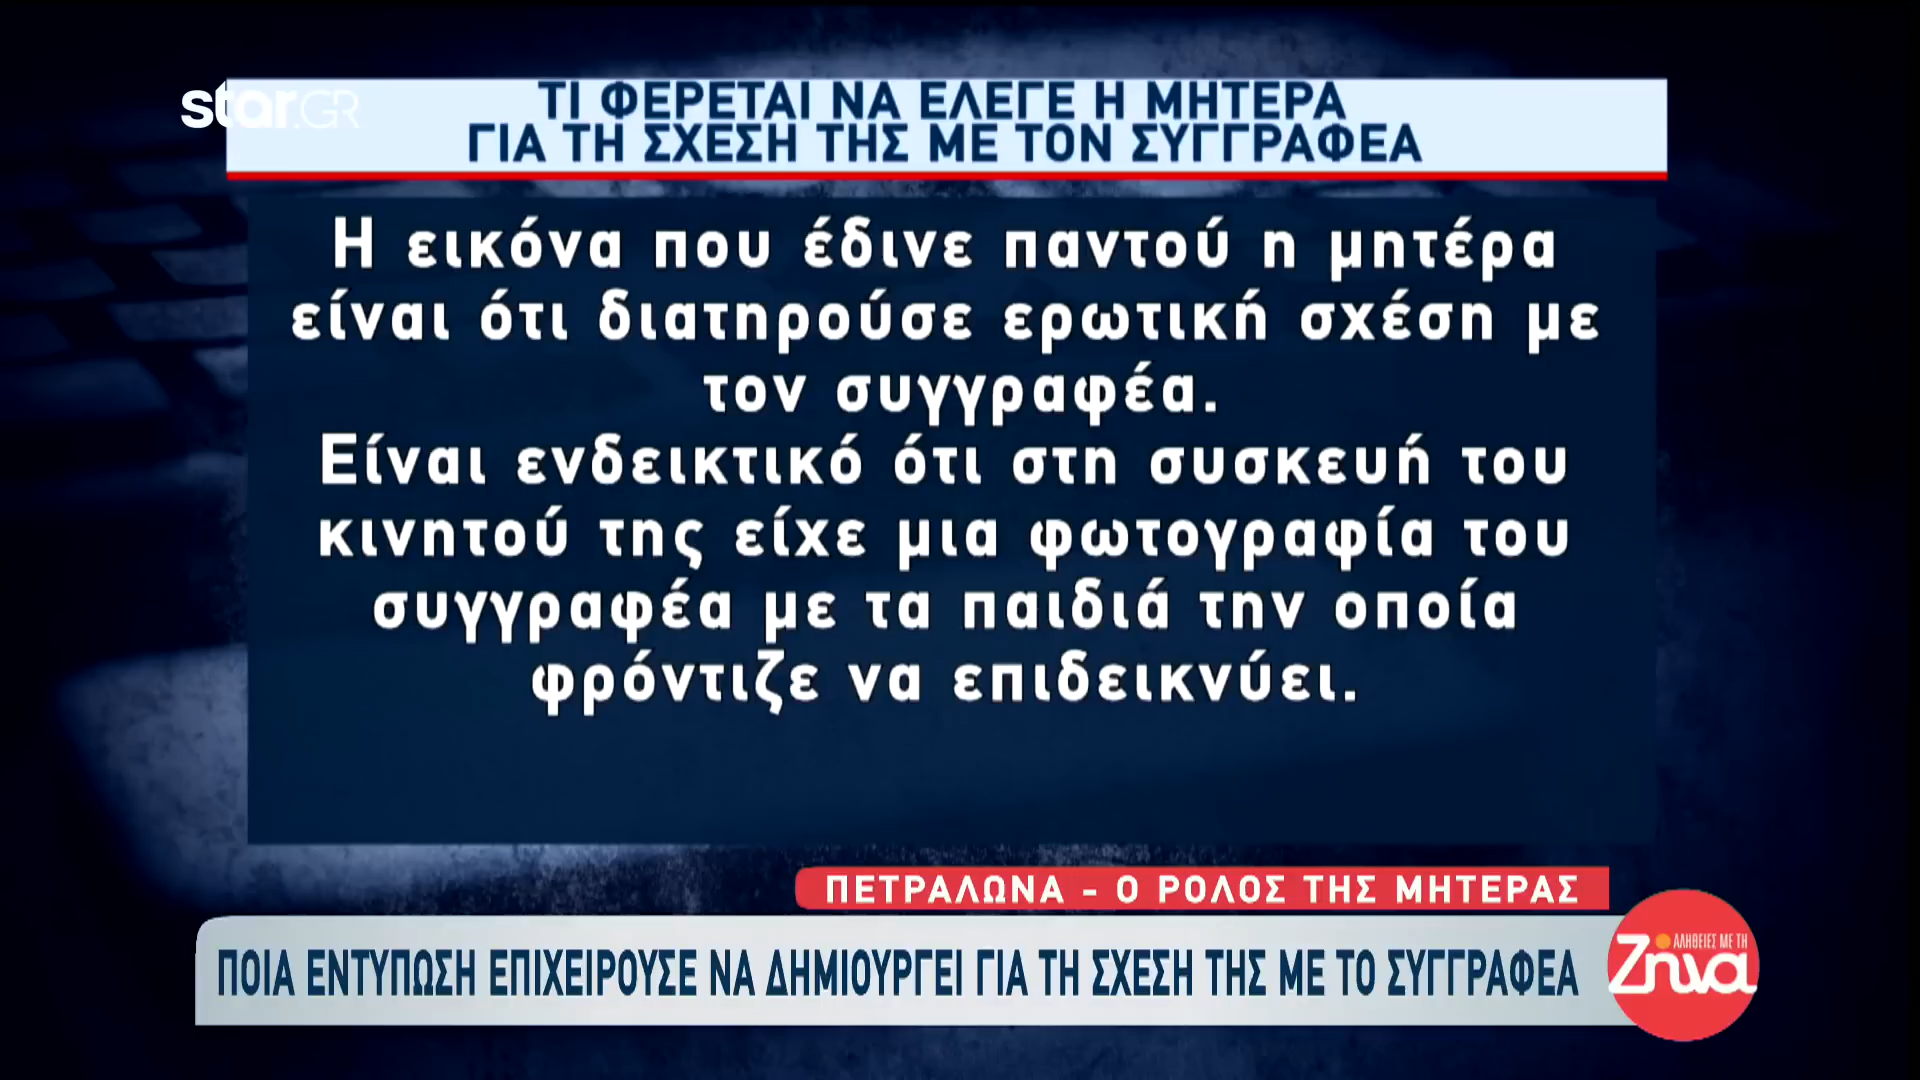 star.GR
ΤΙ ΦΕΡΕΤΑΙ ΝΑ ΕΛΕΓΕ Η ΜΗΤΕΡΑ
ΓΙΑ ΤΗ ΣΧΕΣΗ ΤΗΣ ΜΕ ΤΟΝ ΣΥΓΓΡΑΦΕΑ
Η εικόνα που έδινε παντού η μητέρα
είναι ότι διατηρούσε ερωτική σχέση με
τον συγγραφέα.
Είναι ενδεικτικό ότι στη συσκευή του
κινητού της είχε μια φωτογραφία του
συγγραφέα με τα παιδιά την οποία
φρόντιζε να επιδεικνύει.
ΠΕΤΡΑΛΩΝΑ - Ο ΡΟΛΟΣ ΤΗΣ ΜΗΤΕΡΑΣ
ΠΟΙΑ ΕΝΤΥΠΩΣΗ ΕΠΙΧΕΙΡΟΥΣΕ ΝΑ ΔΗΜΙΟΥΡΓΕΙ ΓΙΑ ΤΗ ΣΧΕΣΗ ΤΗΣ ΜΕ ΤΟ ΣΥΓΓΡΑΦΕΑ
ΑΛΗΘΕΙΕΣ ΜΕ ΤΗ
Ζήνα